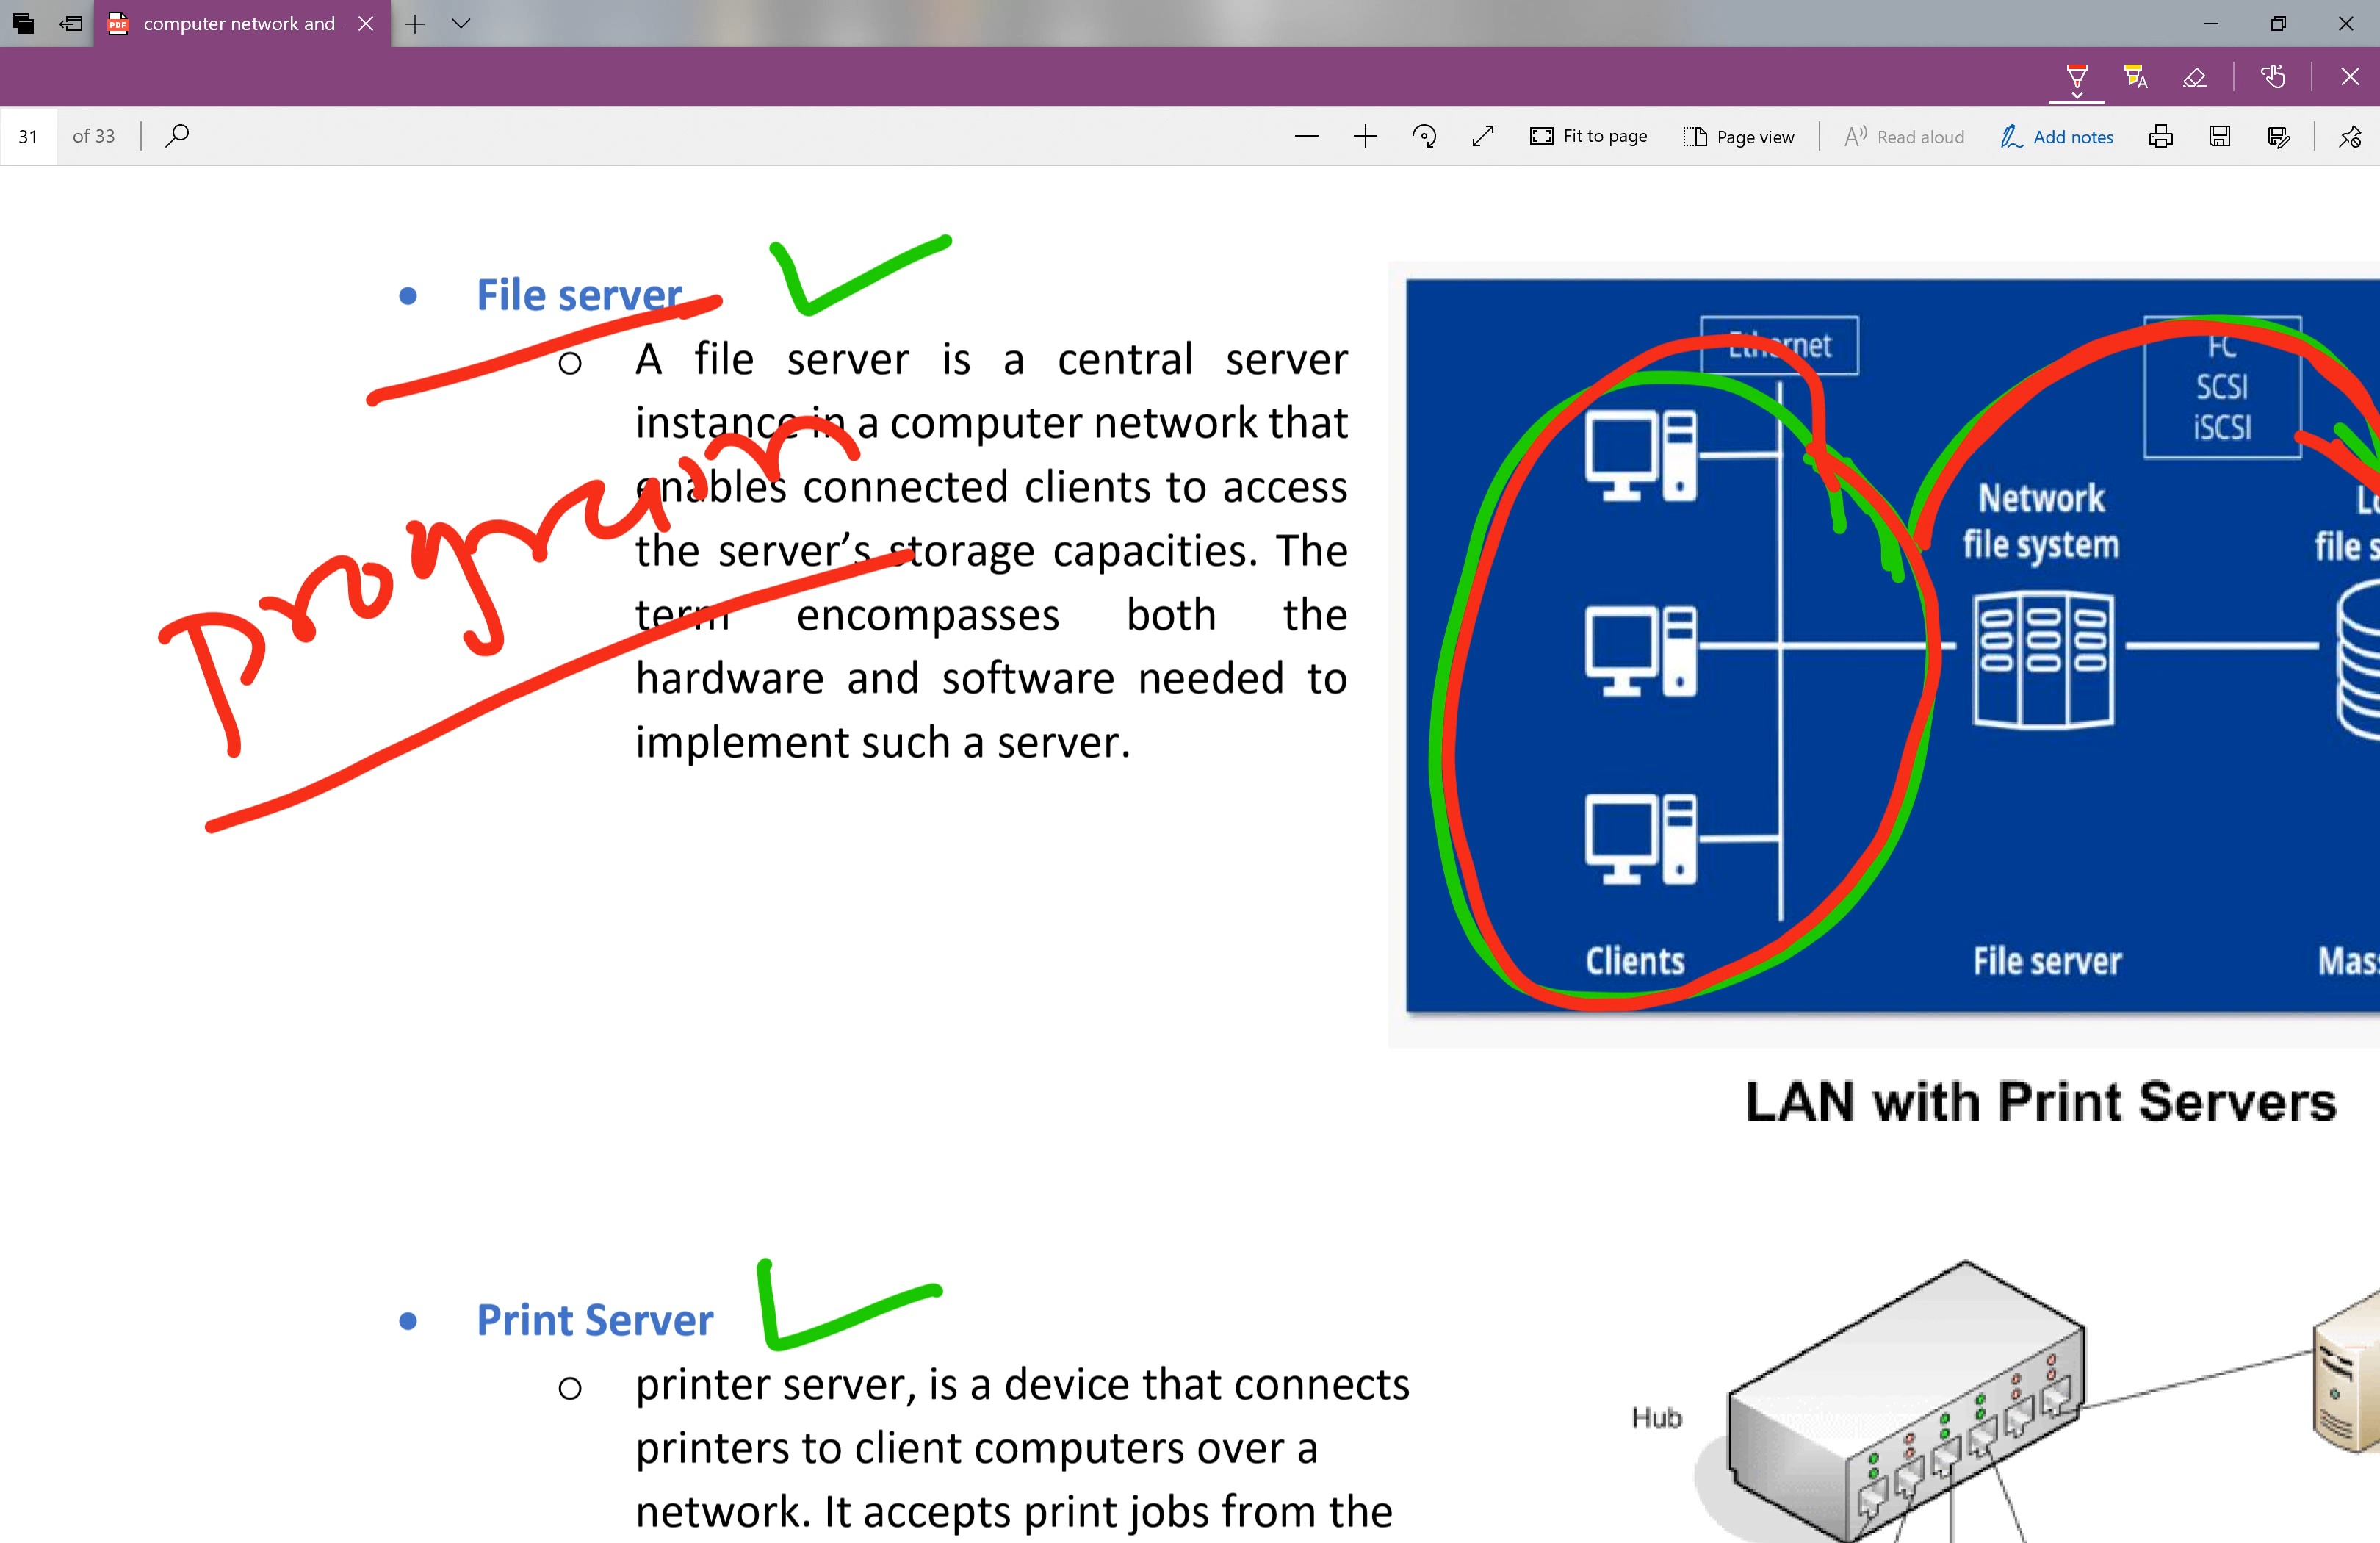 computer network and
31 of 33
Fit to page
Page view
Read aloud
Add notes
File server
A file server is a central server
instance in a computer network that
enables connected clients to access
the server's storage capacities. The
term encompasses both the
hardware and software needed to
implement such a server.
program
Ethernet
FC
SCSI
iSCSI
Network
file system
file
Clients
File server
LAN with Print Servers
Print Server
printer server, is a device that connects
printers to client computers over a
network. It accepts print jobs from the
Hub